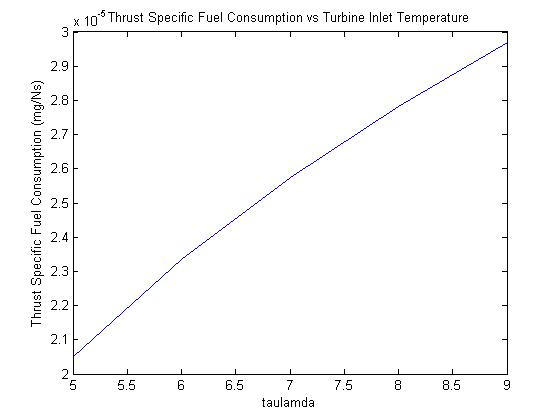 x 10-5 Thrust Specific Fuel Consumption vs Turbine Inlet Temperature
3
2.9
2.8
2.7
2.6
2.5
2.4
2.3
2.2
2.1
2
Thrust Specific Fuel Consumption (mg/Ns)
5 5.5 6 6.5 7 7.5 8 8.5 9
taulamda